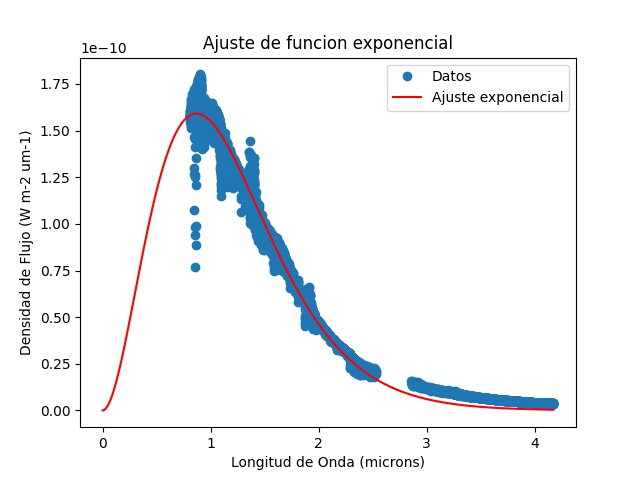 Ajuste de funcion exponencial
1e−10
Datos
Ajuste exponencial
1.75
1.50
1.25
1.00
0.75
0.50
0.25
0.00
Densidad de Flujo (W m-2 um-1)
0
1
2
3
4
Longitud de Onda (microns)